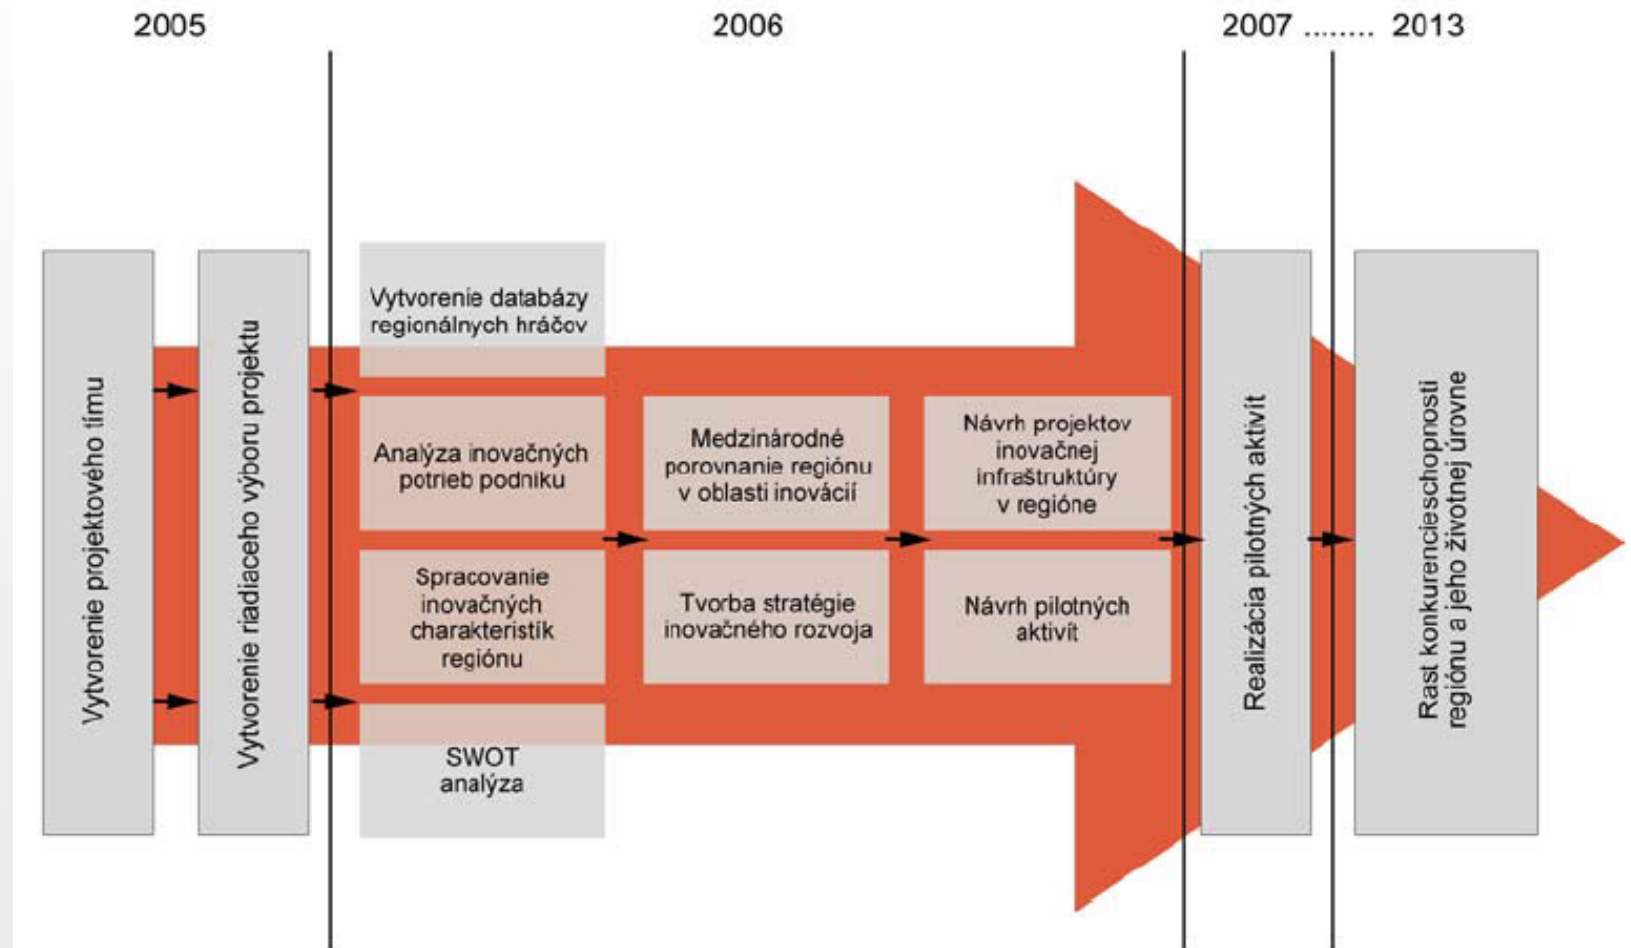 2005
2006
2007 ........ 2013
Vytvorenie projektového tímu
Vytvorenie riadiaceho výboru projektu
Vytvorenie databázy
regionálnych hráčov
Analýza inovačných
potrieb podniku
Spracovanie
inovačných
charakteristík
regiónu
SWOT
analýza
Medzinárodné
porovnanie regiónu
v oblasti inovácií
Tvorba stratégie
inovačného rozvoja
Návrh projektov
inovačnej
infraštruktúry
v regióne
Návrh pilotných
aktivít
Realizácia pilotných aktivít
Rast konkurencieschopnosti
regiónu a jeho životnej úrovne